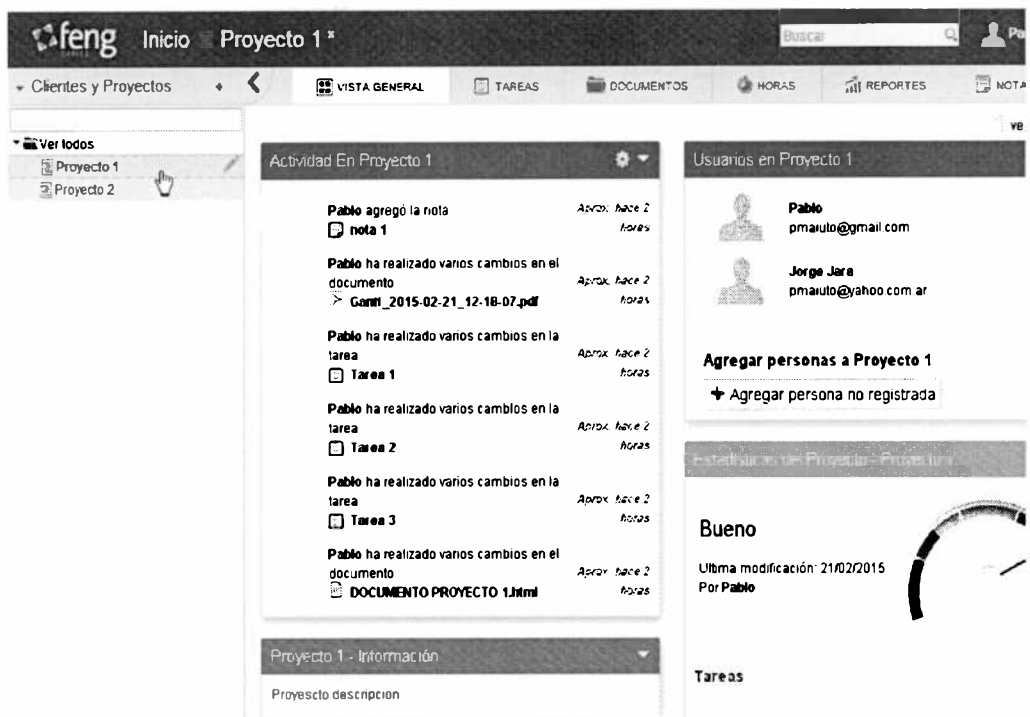 feng Inicio Proyecto 1 x
Buscar
Clientes y Proyectos
VISTA GENERAL TAREAS DOCUMENTOS HORAS REPORTES
Ver todos
Proyecto 1
Proyecto 2
Actividad En Proyecto 1
Pablo agregó la nota
nota 1
Aprox. hace 2
horas
Pablo ha realizado varios cambios en el
documento
Gantt_2015-02-21_12-18-07.pdf
Aprox. hace 2
horas
Pablo ha realizado varios cambios en la
tarea
Tarea 1
Aprox. hace 2
horas
Pablo ha realizado varios cambios en la
tarea
Tarea 2
Aprox. hace 2
horas
Pablo ha realizado varios cambios en la
tarea
Tarea 3
Aprox. hace 2
horas
Pablo ha realizado varios cambios en el
documento
DOCUMENTO PROYECTO 1.html
Aprox. hace 2
horas
Proyecto 1 - Información
Proyescto descripcion
Usuarios en Proyecto 1
Pablo
pmaiuto@gmail.com
Jorge Jara
pmaiuto@yahoo.com.ar
Agregar personas a Proyecto 1
+ Agregar persona no registrada
Estadísticas del Proyecto - Proyecto 1
Bueno
Ultima modificación: 21/02/2015
Por Pablo
Tareas